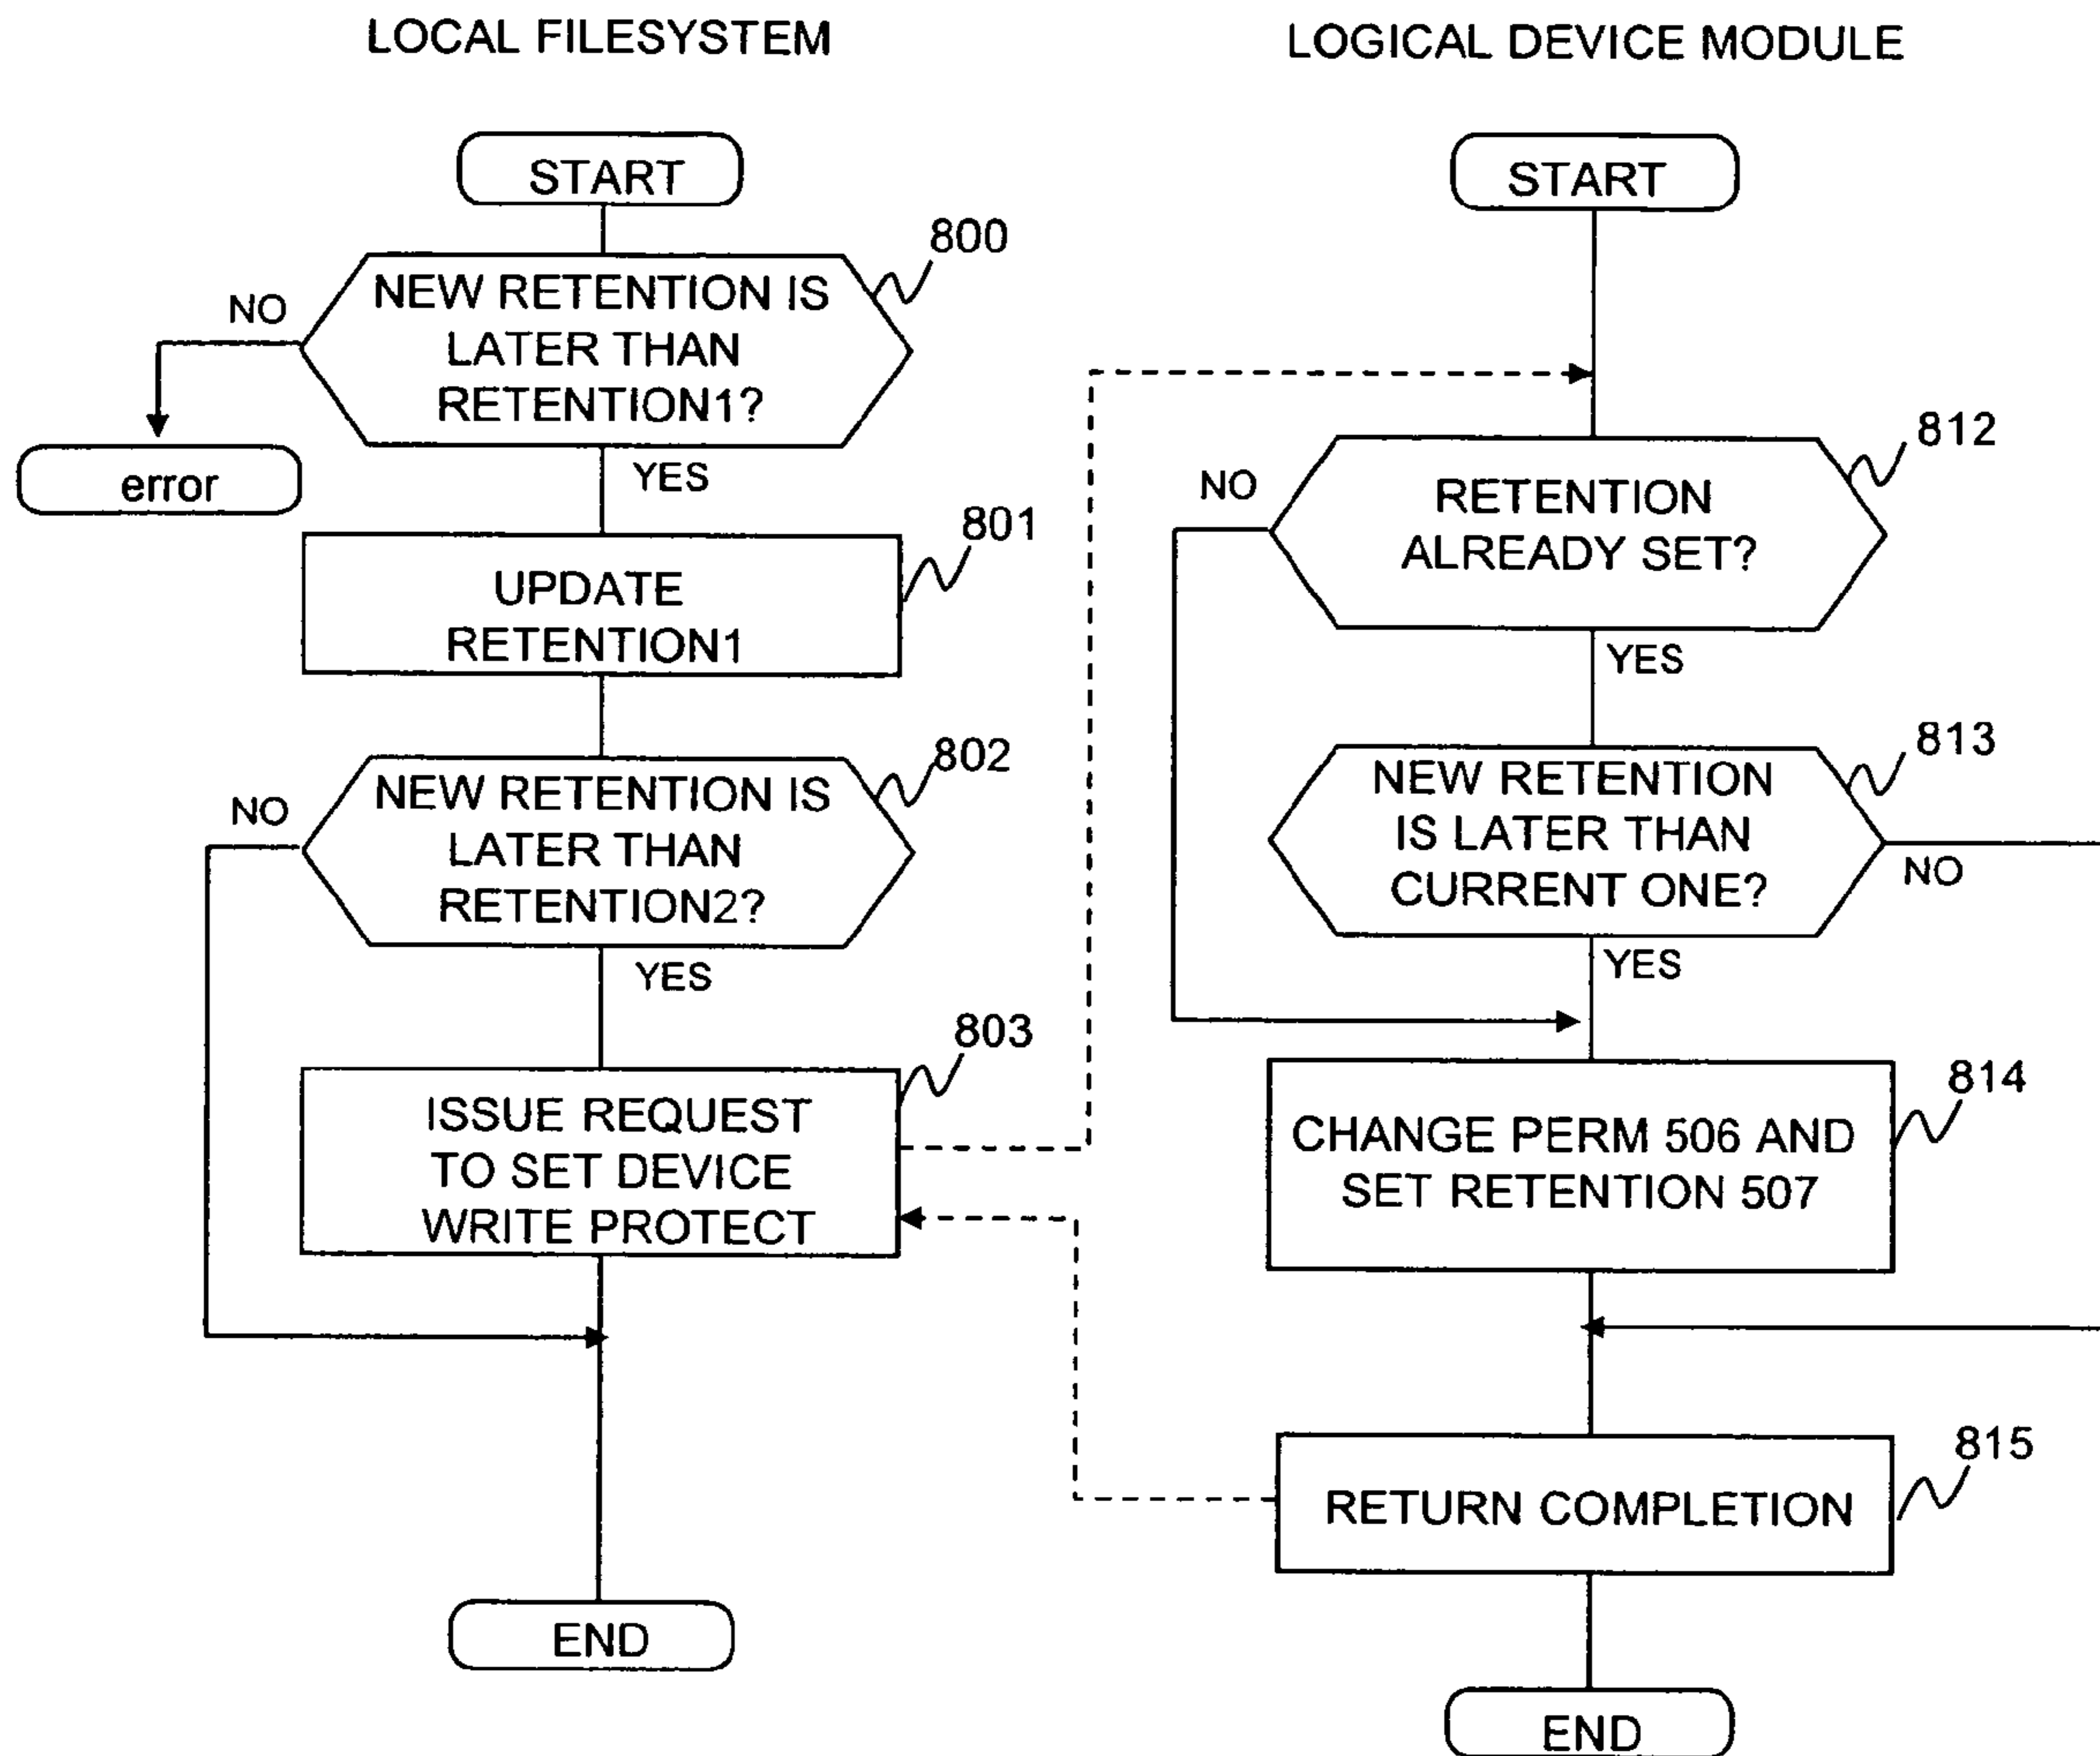 LOCAL FILESYSTEM
START
800
NEW RETENTION IS
LATER THAN
RETENTION1?
NO
error
YES
801
UPDATE
RETENTION1
802
NEW RETENTION IS
LATER THAN
RETENTION2?
NO
YES
803
ISSUE REQUEST
TO SET DEVICE
WRITE PROTECT
END
LOGICAL DEVICE MODULE
START
812
RETENTION
ALREADY SET?
NO
YES
813
NEW RETENTION
IS LATER THAN
CURRENT ONE?
NO
YES
814
CHANGE PERM 506 AND
SET RETENTION 507
815
RETURN COMPLETION
END